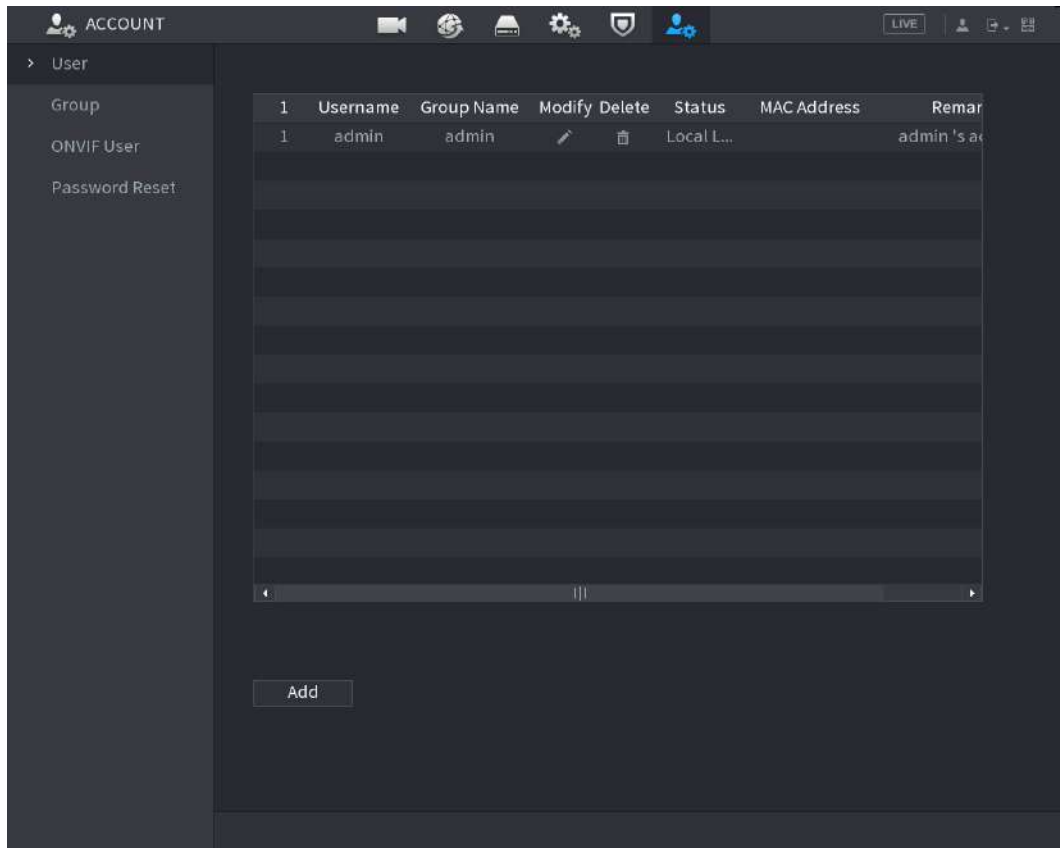 ACCOUNT LIVE
User
Group
ONVIF User
Password Reset
1 Username Group Name Modify Delete Status MAC Address Remar
1 admin admin Local L... admin 's ac
Add